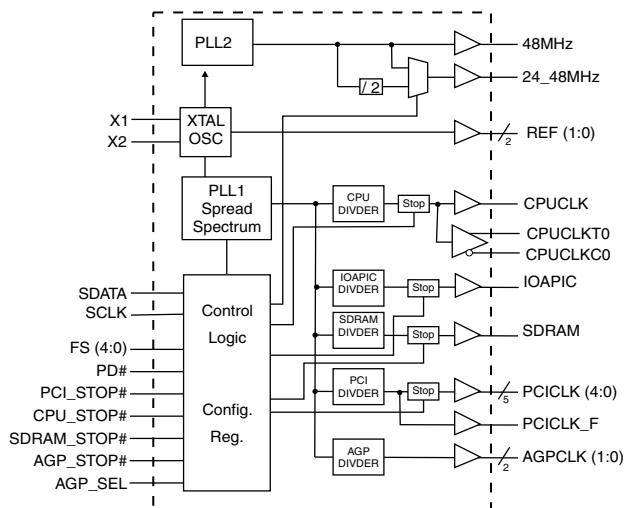 PLL2
48MHz
/ 2
24_48MHz
X1
X2
XTAL
OSC
2
REF (1:0)
PLL1
Spread
Spectrum
CPU
DIVDER
Stop
CPUCLK
CPUCLKT0
CPUCLKC0
SDATA
SCLK
FS (4:0)
PD#
PCI_STOP#
CPU_STOP#
SDRAM_STOP#
AGP_STOP#
AGP_SEL
Control
Logic
Config.
Reg.
IOAPIC
DIVDER
Stop
IOAPIC
SDRAM
DIVDER
Stop
SDRAM
PCI
DIVDER
Stop
5
PCICLK (4:0)
PCICLK_F
AGP
DIVDER
2
AGPCLK (1:0)